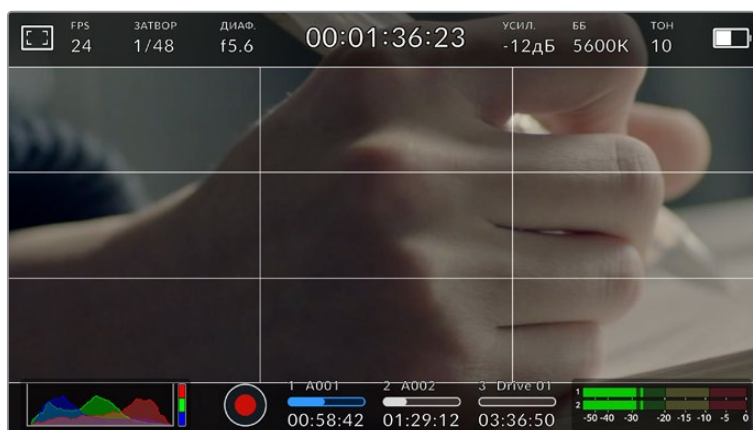 FPS ЗАТВОР ДИАФ. 00:01:36:23 УСИЛ. ББ ТОН
24 1/48 f5.6 -12дБ 5600K 10
1 A001 2 A002 3 Drive 01
00:58:42 01:29:12 03:36:50
1
2
-50 -40 -30 -20 -15 -10 -5 0